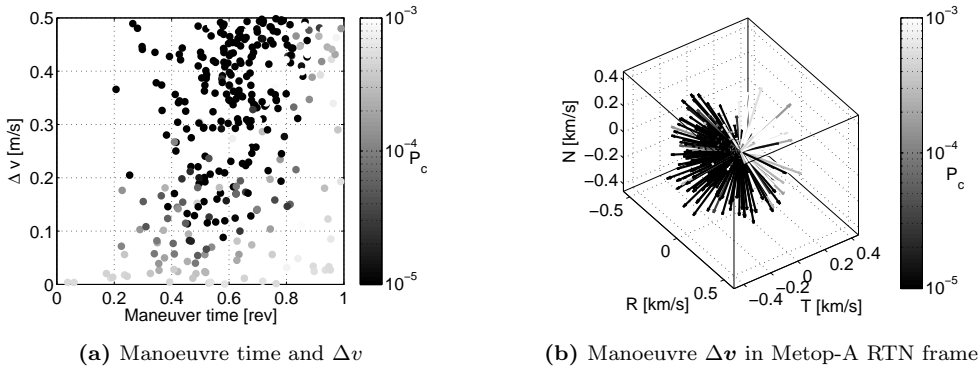 0.5
0.4
0.3
0.2
0.1
0
Δ v [m/s]
0 0.2 0.4 0.6 0.8 1
Maneuver time [rev]
10⁻³
10⁻⁴
10⁻⁵
P c
0.4
0.2
0
−0.2
−0.4
N [km/s]
−0.5
0
0.5
R [km/s]
−0.4 −0.2 0 0.2 0.4
T [km/s]
10⁻³
10⁻⁴
10⁻⁵
P c
(a) Manoeuvre time and Δv
(b) Manoeuvre Δv in Metop-A RTN frame